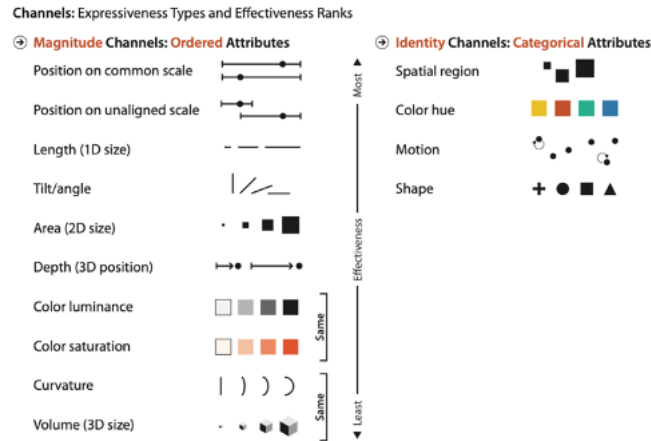 Channels: Expressiveness Types and Effectiveness Ranks
Magnitude Channels: Ordered Attributes
Position on common scale
Position on unaligned scale
Length (1D size)
Tilt/angle
Area (2D size)
Depth (3D position)
Color luminance
Color saturation
Curvature
Volume (3D size)
Same
Same
Most
Effectiveness
Least
Identity Channels: Categorical Attributes
Spatial region
Color hue
Motion
Shape